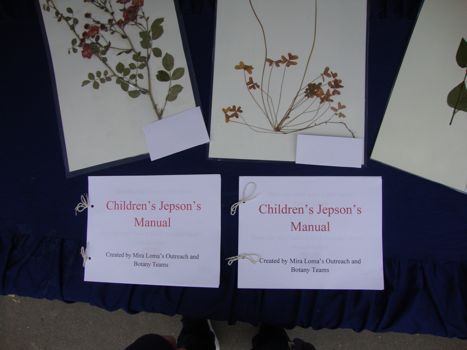 Children's Jepson's
Manual
Created by Mira Loma's Outreach and
Botany Teams
Children's Jepson's
Manual
Created by Mira Loma's Outreach and
Botany Teams